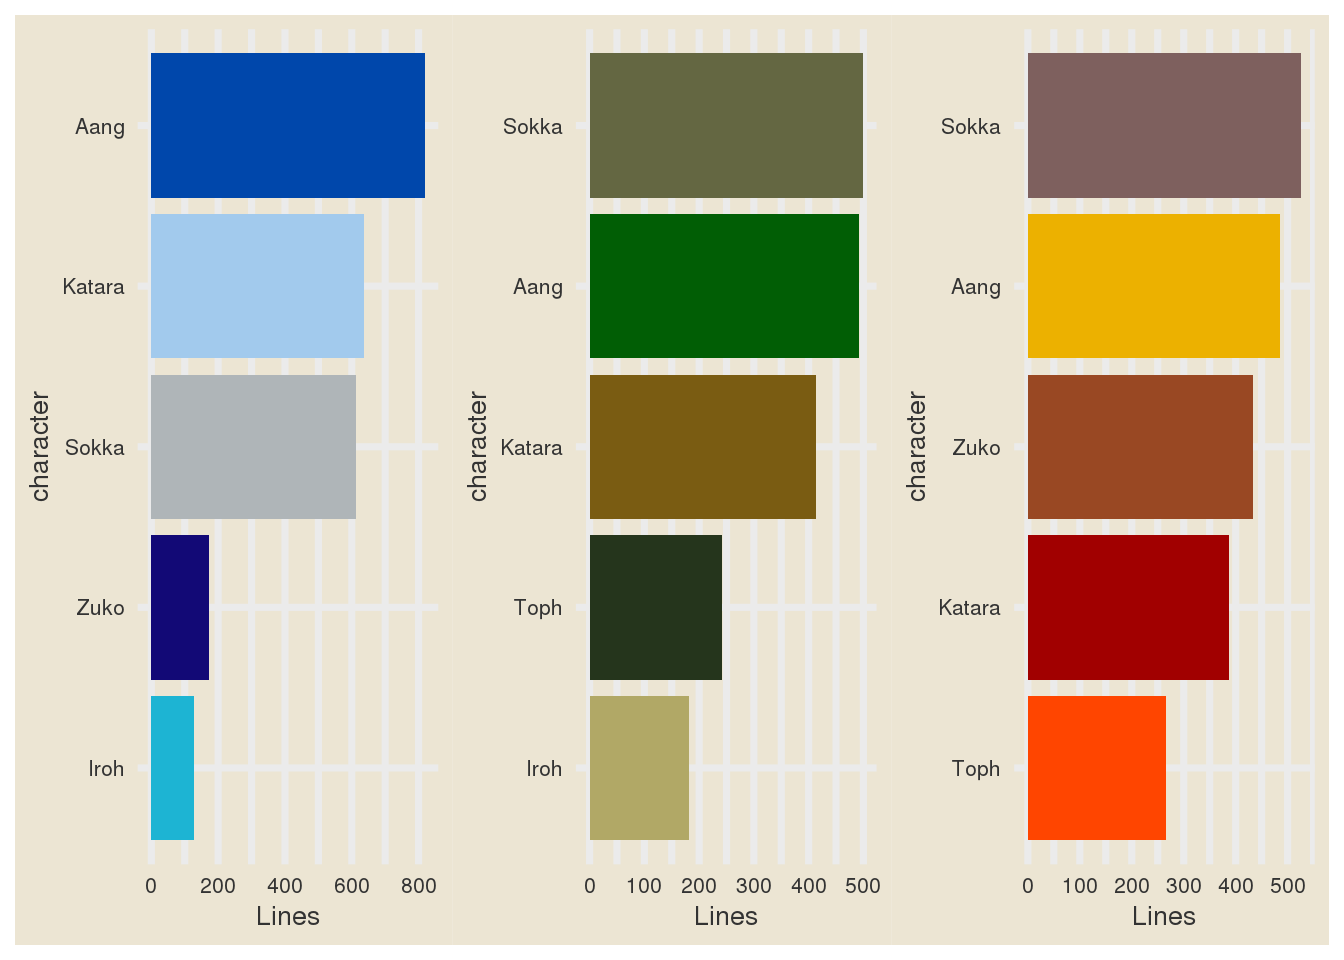 character
Aang
Katara
Sokka
Zuko
Iroh
0 200 400 600 800
Lines
character
Sokka
Aang
Katara
Toph
Iroh
0 100 200 300 400 500
Lines
character
Sokka
Aang
Zuko
Katara
Toph
0 100 200 300 400 500
Lines